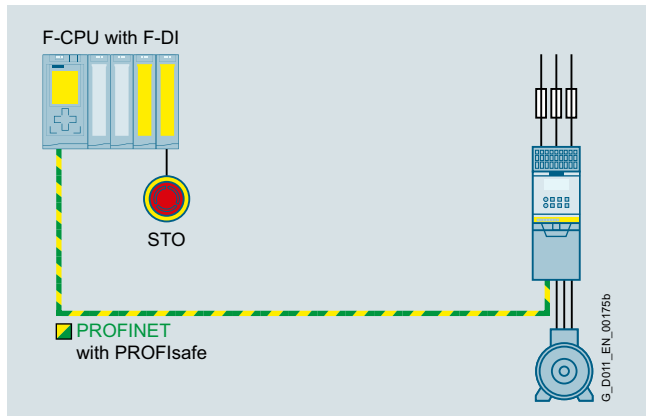 F-CPU with F-DI
STO
PROFINET
with PROFIsafe
G_D011_EN_00175b